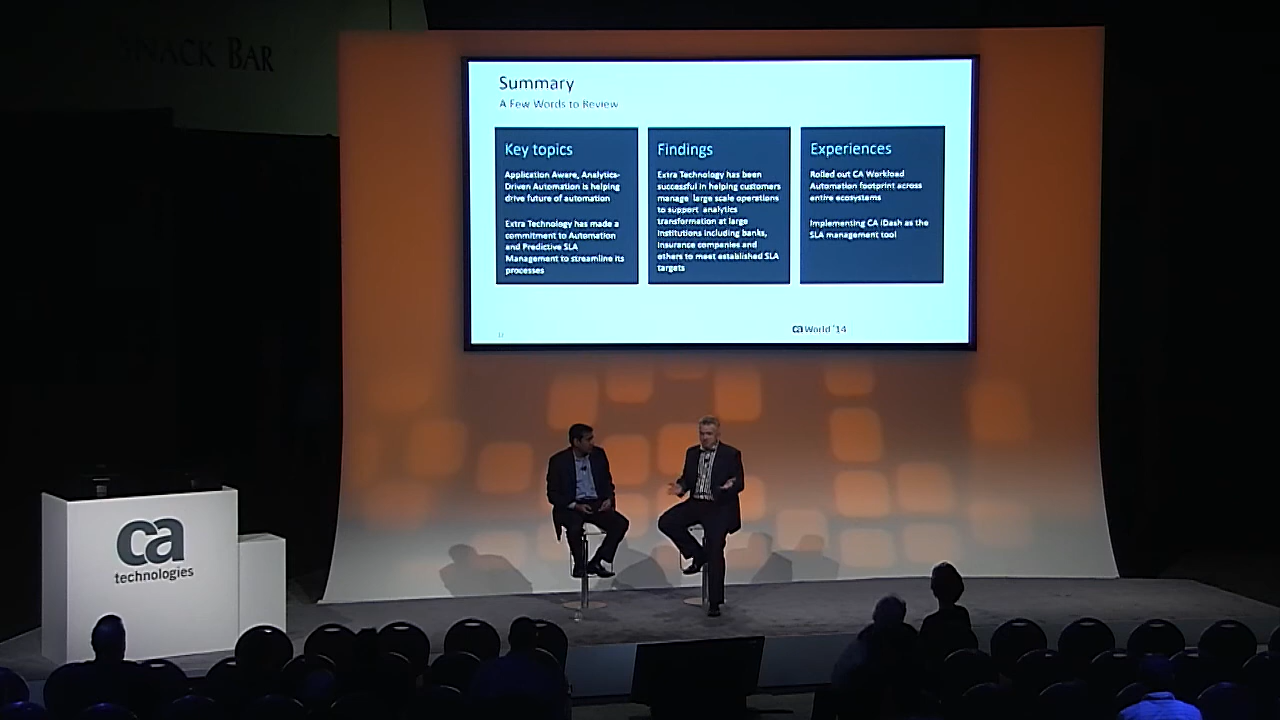 SNACK BAR
Summary
A Few Words to Review
Key topics
Application Aware, Analytics-
Driven Automation is helping
drive future of automation
Extra Technology has made a
commitment to Automation
and Predictive SLA
Management to streamline its
processes
Findings
Extra Technology has been
successful in helping customers
manage large scale operations
to support analytics
transformation at large
institutions including banks,
insurance companies and
others to meet established SLA
targets
Experiences
Rolled out CA Workload
Automation footprint across
entire ecosystems
Implementing CA iDash as the
SLA management tool
ca World '14
ca
technologies